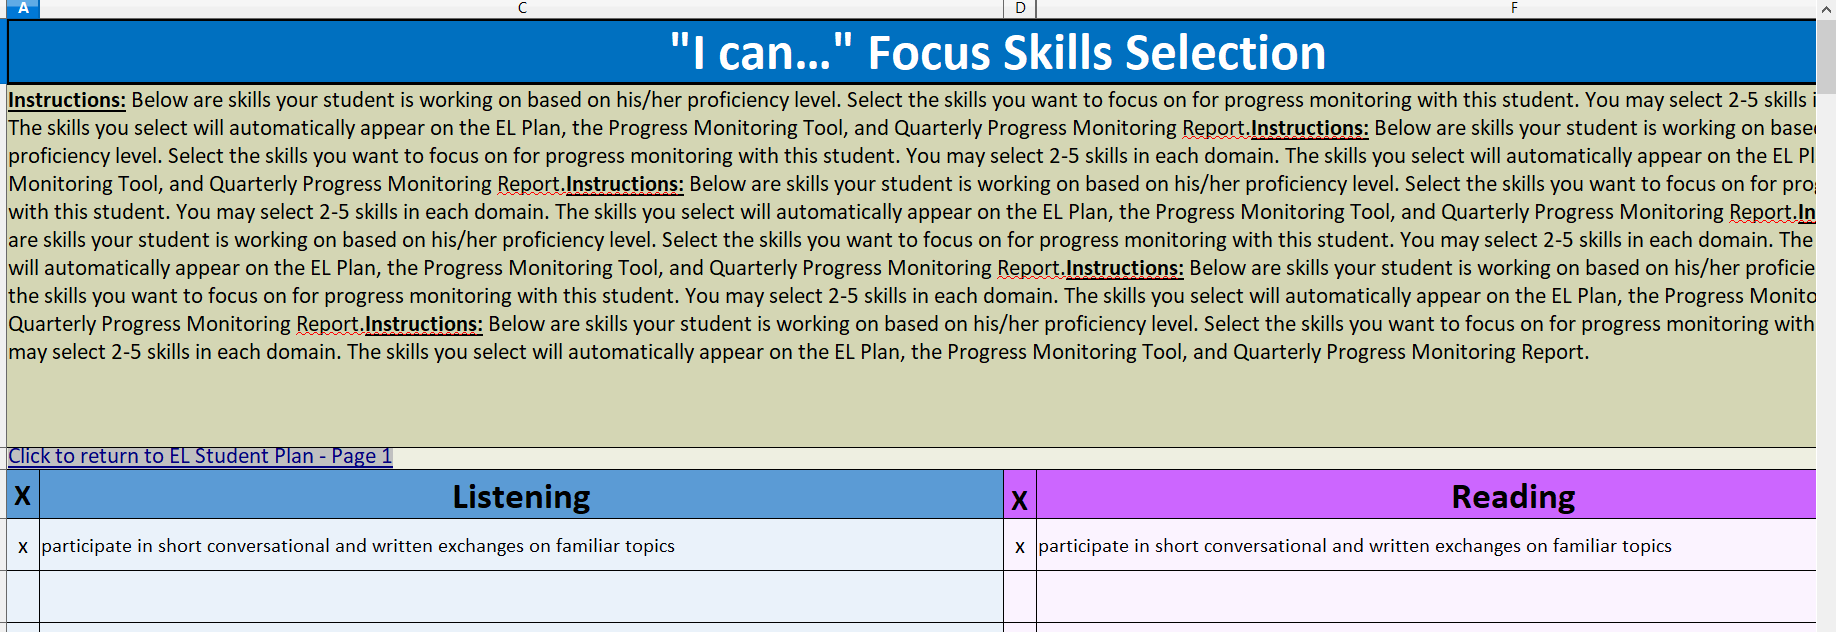 A C D F
"I can..." Focus Skills Selection
Instructions: Below are skills your student is working on based on his/her proficiency level. Select the skills you want to focus on for progress monitoring with this student. You may select 2-5 skills i
The skills you select will automatically appear on the EL Plan, the Progress Monitoring Tool, and Quarterly Progress Monitoring Report.Instructions: Below are skills your student is working on base
proficiency level. Select the skills you want to focus on for progress monitoring with this student. You may select 2-5 skills in each domain. The skills you select will automatically appear on the EL Pl
Monitoring Tool, and Quarterly Progress Monitoring Report.Instructions: Below are skills your student is working on based on his/her proficiency level. Select the skills you want to focus on for pro
with this student. You may select 2-5 skills in each domain. The skills you select will automatically appear on the EL Plan, the Progress Monitoring Tool, and Quarterly Progress Monitoring Report.In
are skills your student is working on based on his/her proficiency level. Select the skills you want to focus on for progress monitoring with this student. You may select 2-5 skills in each domain. The
will automatically appear on the EL Plan, the Progress Monitoring Tool, and Quarterly Progress Monitoring Report.Instructions: Below are skills your student is working on based on his/her proficie
the skills you want to focus on for progress monitoring with this student. You may select 2-5 skills in each domain. The skills you select will automatically appear on the EL Plan, the Progress Monito
Quarterly Progress Monitoring Report.Instructions: Below are skills your student is working on based on his/her proficiency level. Select the skills you want to focus on for progress monitoring with
may select 2-5 skills in each domain. The skills you select will automatically appear on the EL Plan, the Progress Monitoring Tool, and Quarterly Progress Monitoring Report.
Click to return to EL Student Plan - Page 1
X Listening X Reading
x participate in short conversational and written exchanges on familiar topics x participate in short conversational and written exchanges on familiar topics